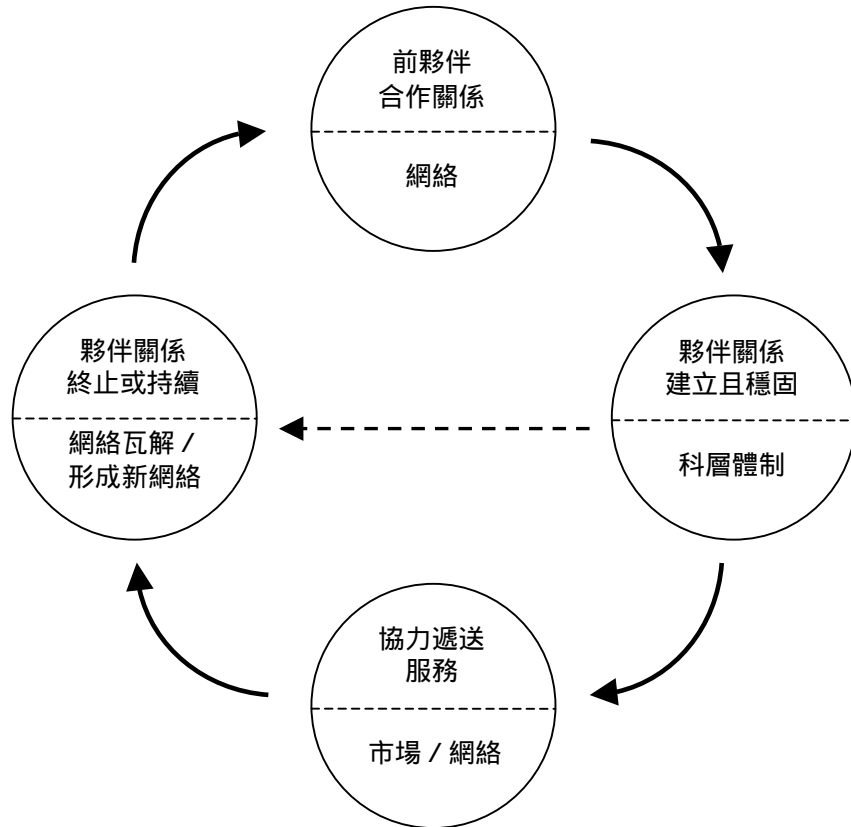 前夥伴
合作關係
網絡
夥伴關係
終止或持續
網絡瓦解 /
形成新網絡
夥伴關係
建立且穩固
科層體制
協力遞送
服務
市場 / 網絡